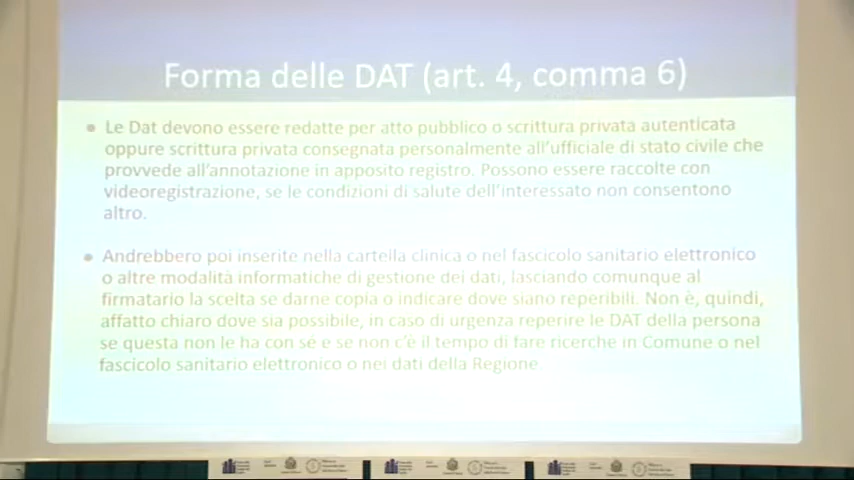 Forma delle DAT (art. 4, comma 6)
• Le Dat devono essere redatte per atto pubblico o scrittura privata autenticata
oppure scrittura privata consegnata personalmente all'ufficiale di stato civile che
provvede all'annotazione in apposito registro. Possono essere raccolte con
videoregistrazione, se le condizioni di salute dell'interessato non consentono
altro.
• Andrebbero poi inserite nella cartella clinica o nel fascicolo sanitario elettronico
o altre modalità informatiche di gestione dei dati, lasciando comunque al
firmatario la scelta se darne copia o indicare dove siano reperibili. Non è, quindi,
affatto chiaro dove sia possibile, in caso di urgenza reperire le DAT della persona
se questa non le ha con sé e se non c'è il tempo di fare ricerche in Comune o nel
fascicolo sanitario elettronico o nei dati della Regione